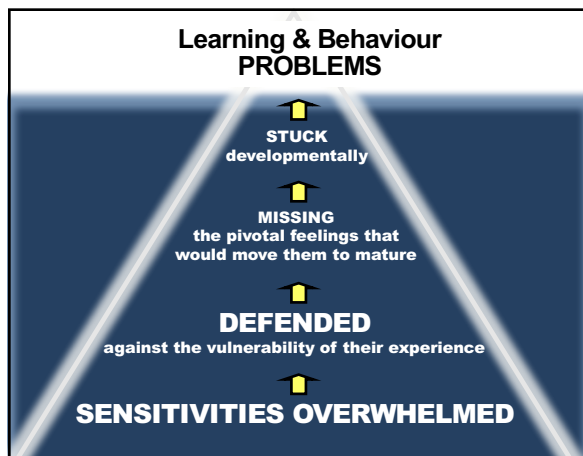 Learning & Behaviour
PROBLEMS
STUCK
developmentally
MISSING
the pivotal feelings that
would move them to mature
DEFENDED
against the vulnerability of their experience
SENSITIVITIES OVERWHELMED